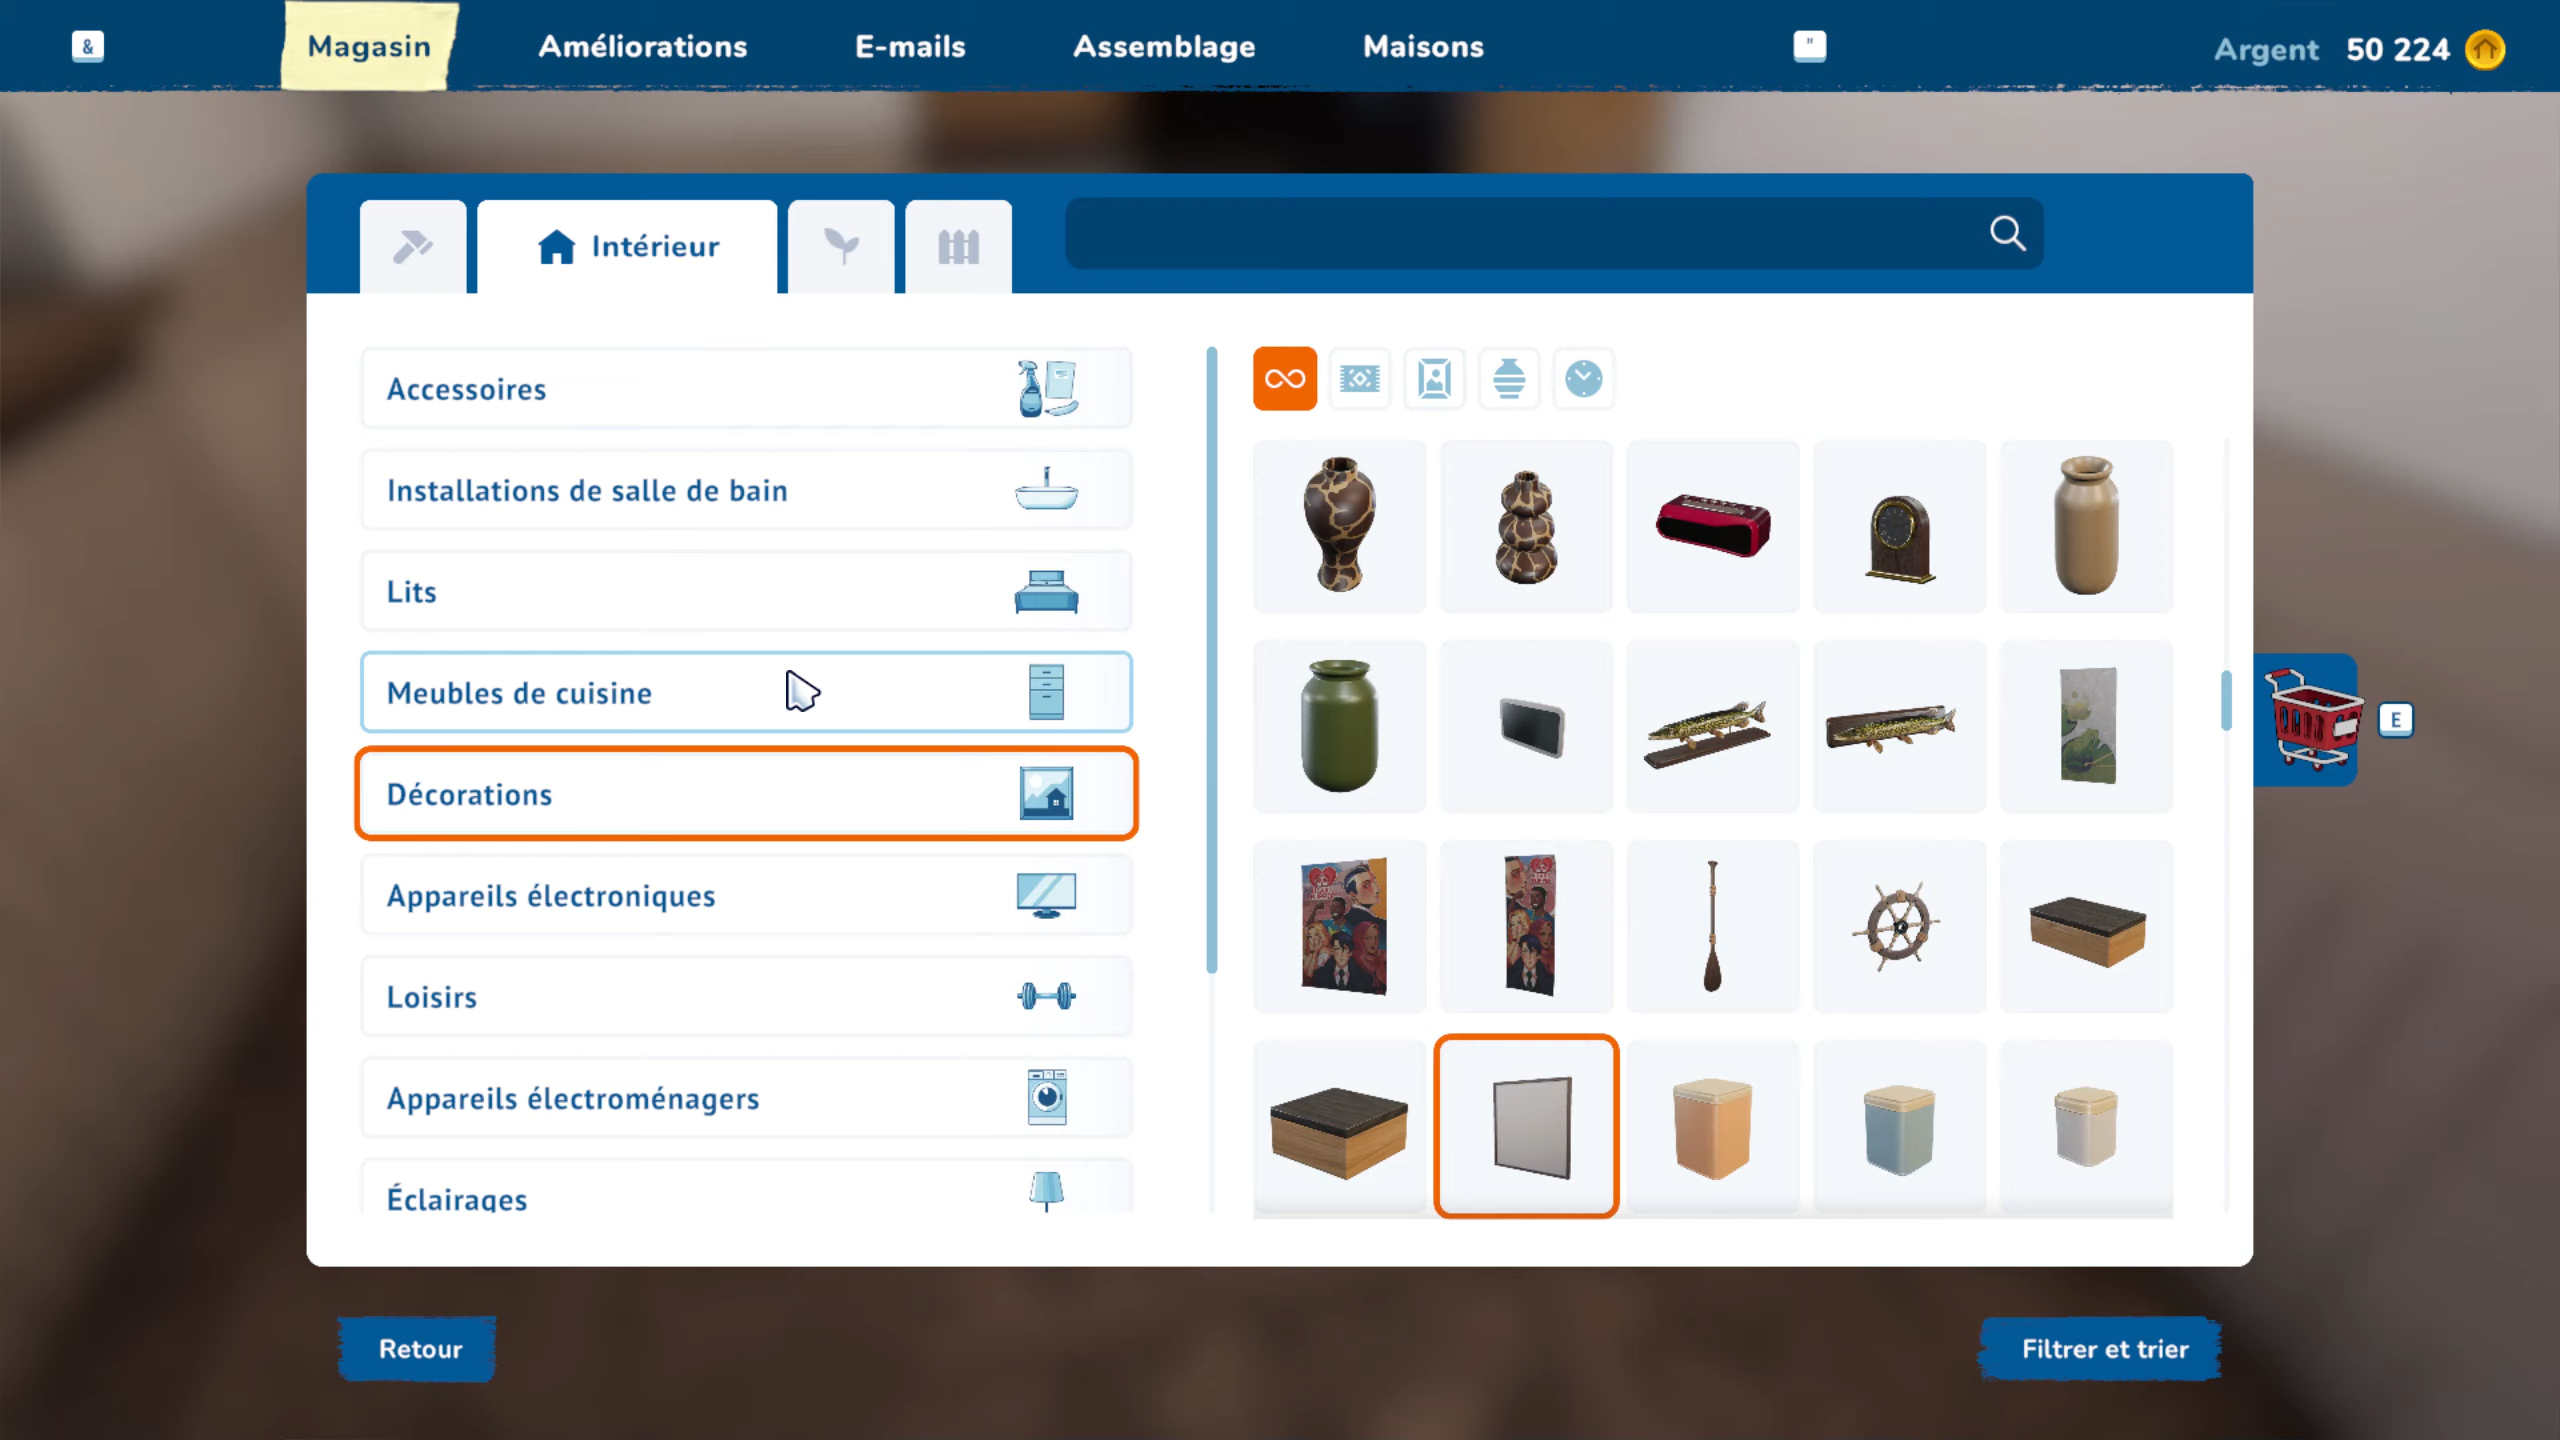 & Magasin Améliorations E-mails Assemblage Maisons " Argent 50 224
Intérieur
Accessoires
Installations de salle de bain
Lits
Meubles de cuisine
Décorations
Appareils électroniques
Loisirs
Appareils électroménagers
Éclairages
E
Retour
Filtrer et trier